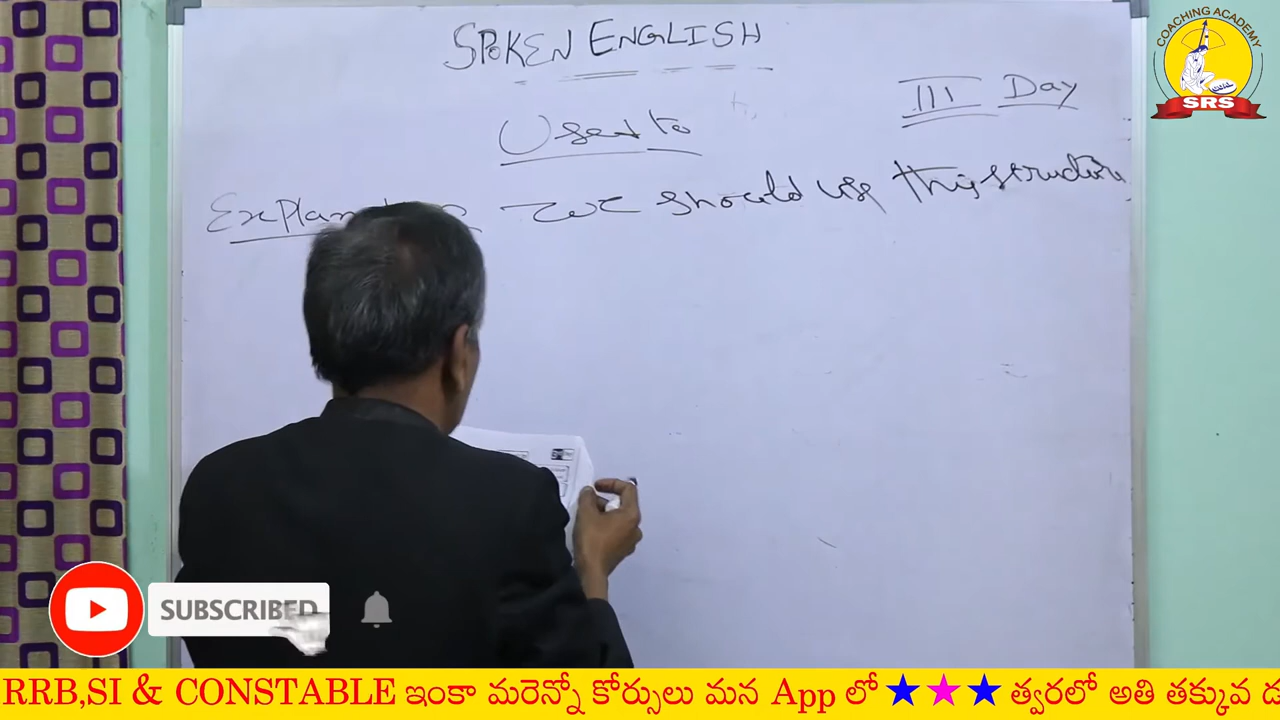 SPOKEN ENGLISH
III Day
Used to
we should use this structure
COACHING ACADEMY
SRS
SUBSCRIBED
RRB,SI & CONSTABLE ఇంకా మరెన్నో కోర్సులు మన App లో ★★★ త్వరలో అతి తక్కువ